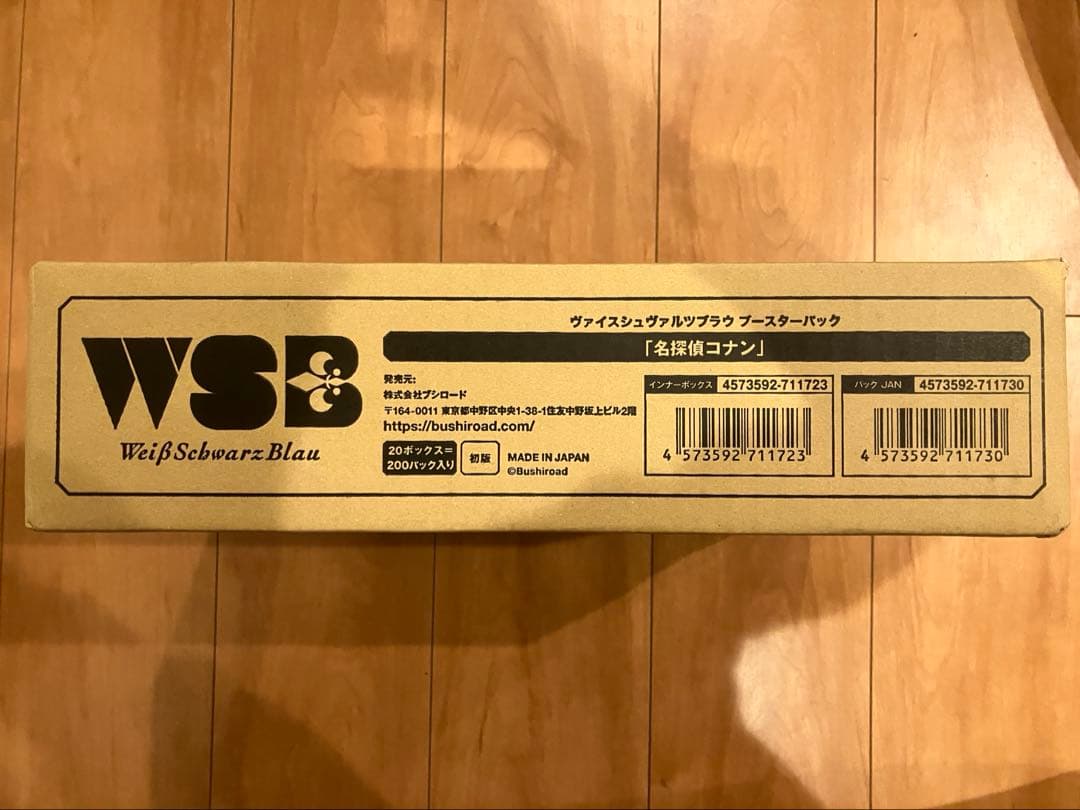 WSB
WeißSchwarzBlau
ヴァイスシュヴァルツブラウ ブースターパック
「名探偵コナン」
発売元:
株式会社ブシロード
〒164-0011 東京都中野区中央1-38-1住友中野坂上ビル2階
https://bushiroad.com/
20ボックス=
200パック入り
初版
MADE IN JAPAN
©Bushiroad
インナーボックス 4573592-711723
4 573592 711723
パック JAN 4573592-711730
4 573592 711730